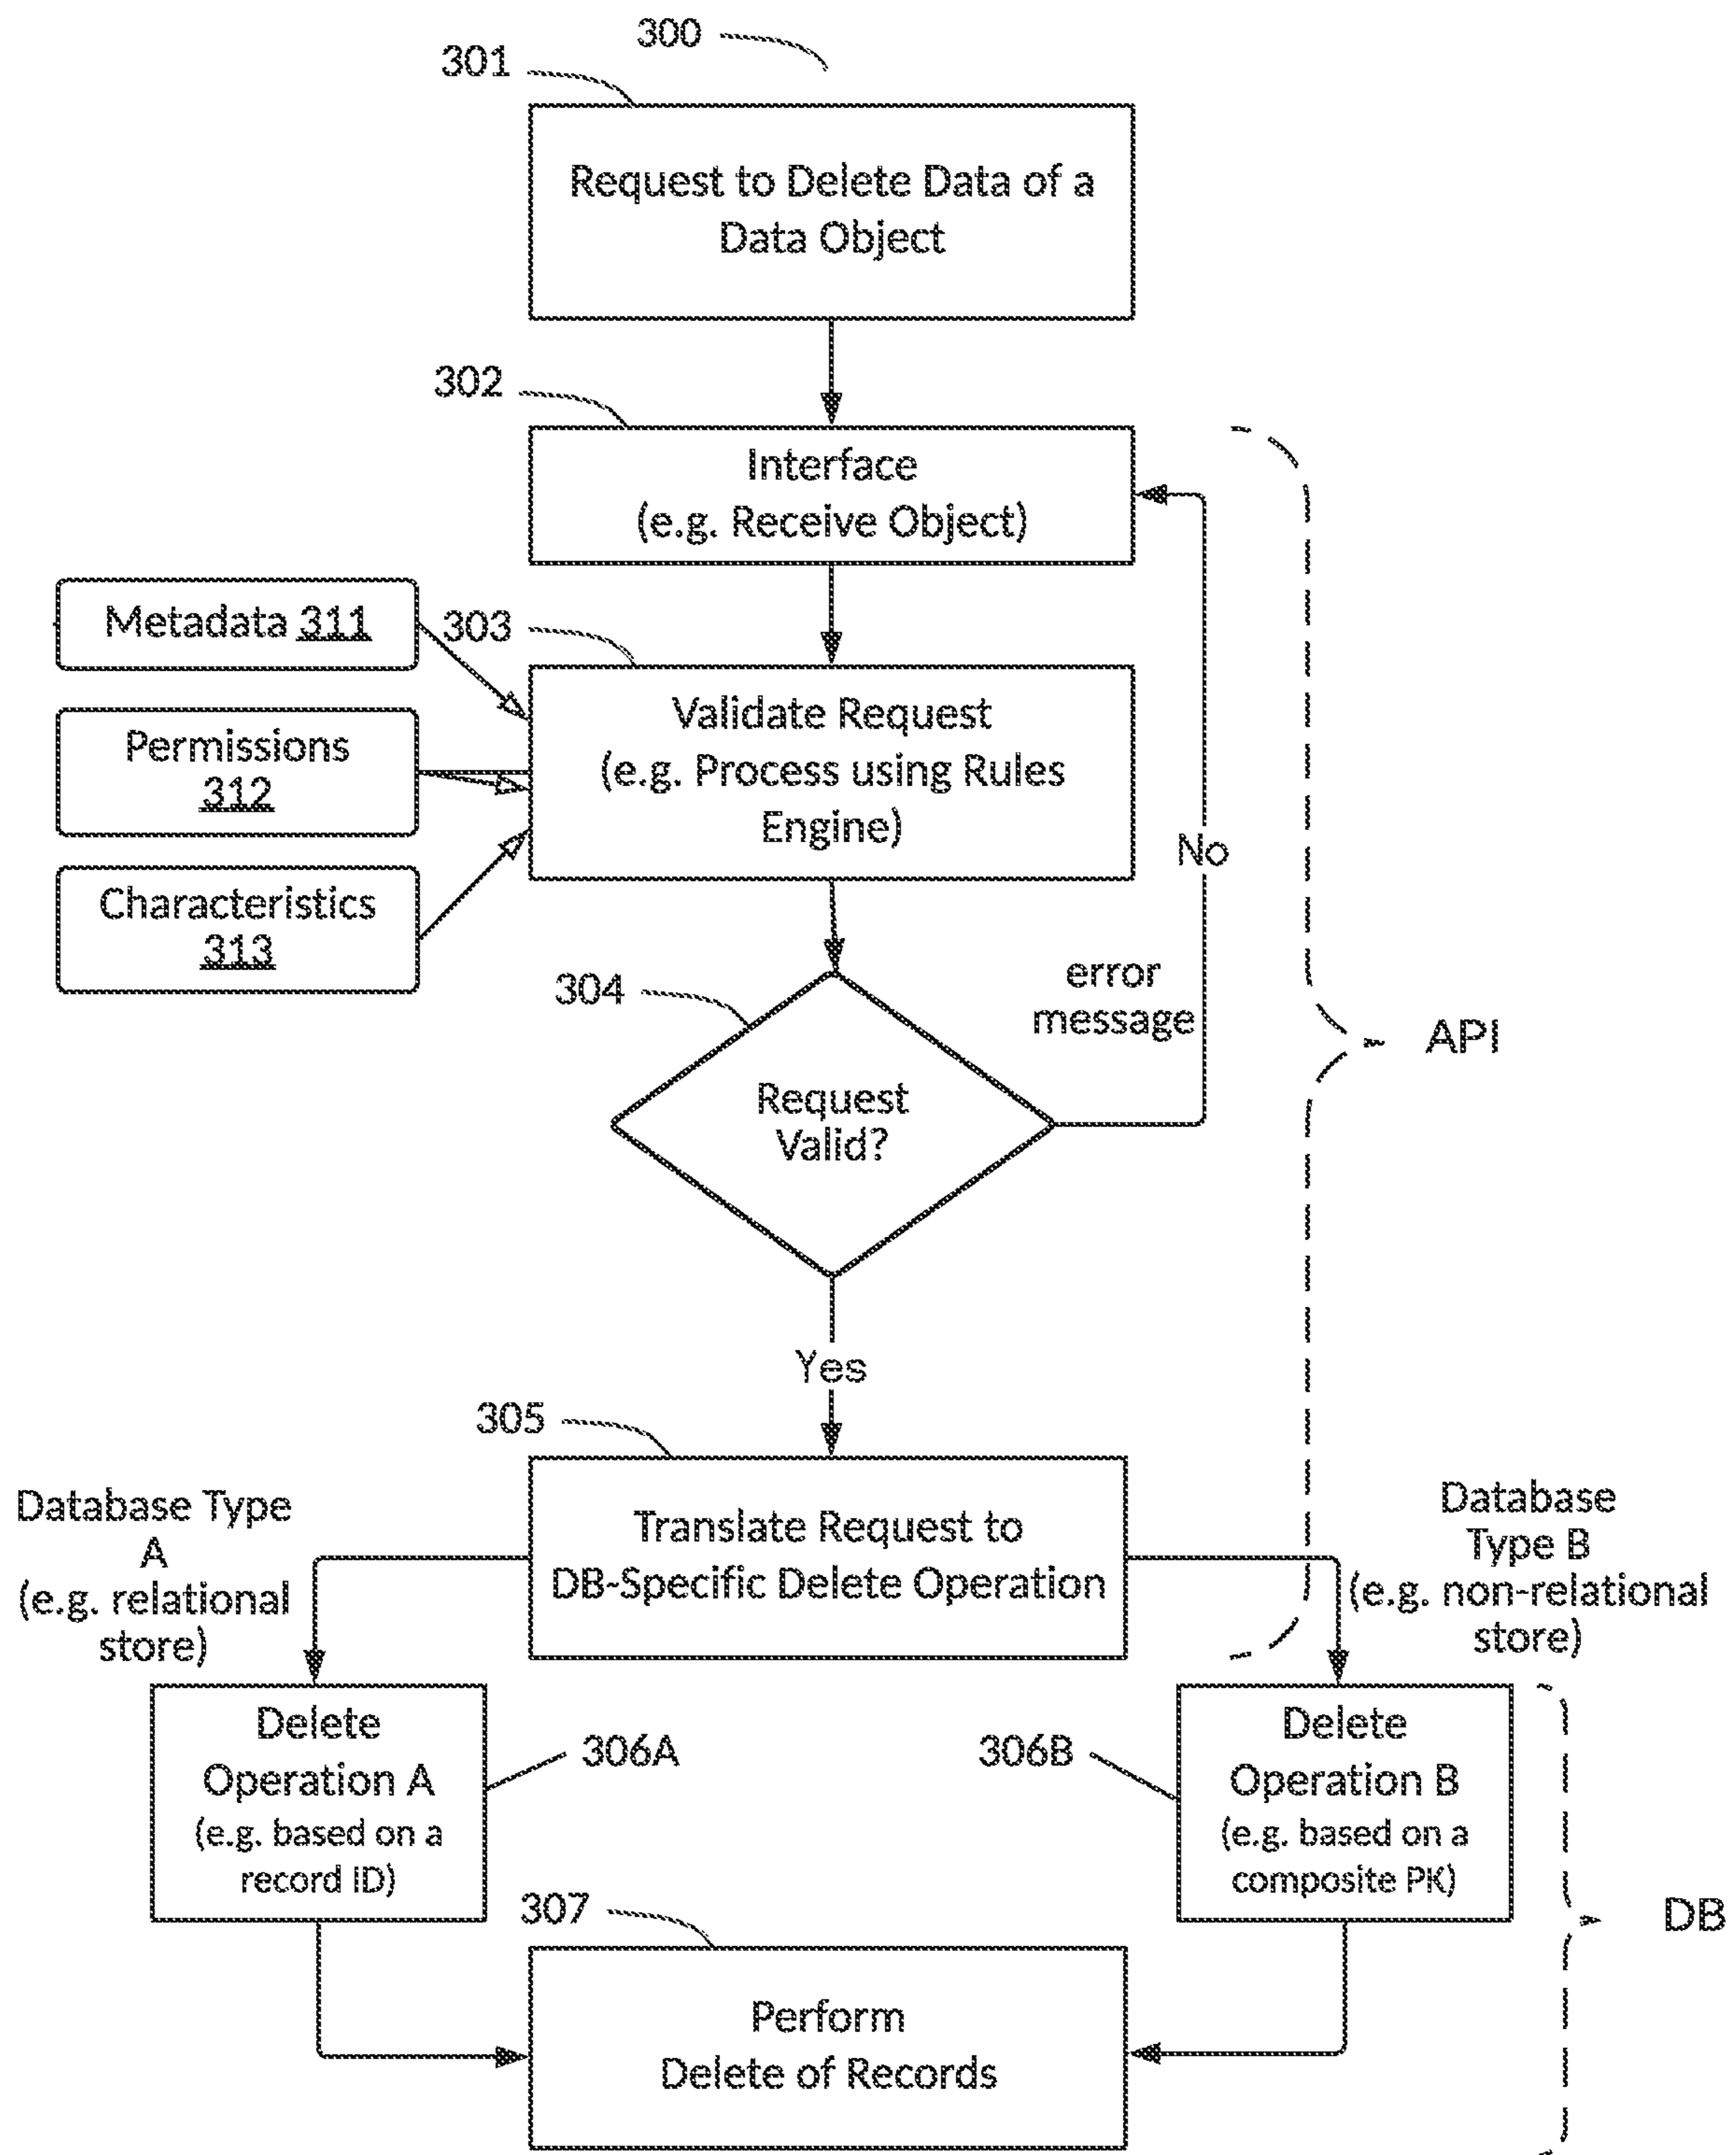 300
301
Request to Delete Data of a
Data Object
302
Interface
(e.g. Receive Object)
Metadata 311
303
Permissions
312
Validate Request
(e.g. Process using Rules
Engine)
Characteristics
313
No
304
error
message
API
Request
Valid?
Yes
305
Database Type
A
(e.g. relational
store)
Translate Request to
DB-Specific Delete Operation
Database
Type B
(e.g. non-relational
store)
Delete
Operation A
(e.g. based on a
record ID)
306A
306B
Delete
Operation B
(e.g. based on a
composite PK)
307
DB
Perform
Delete of Records